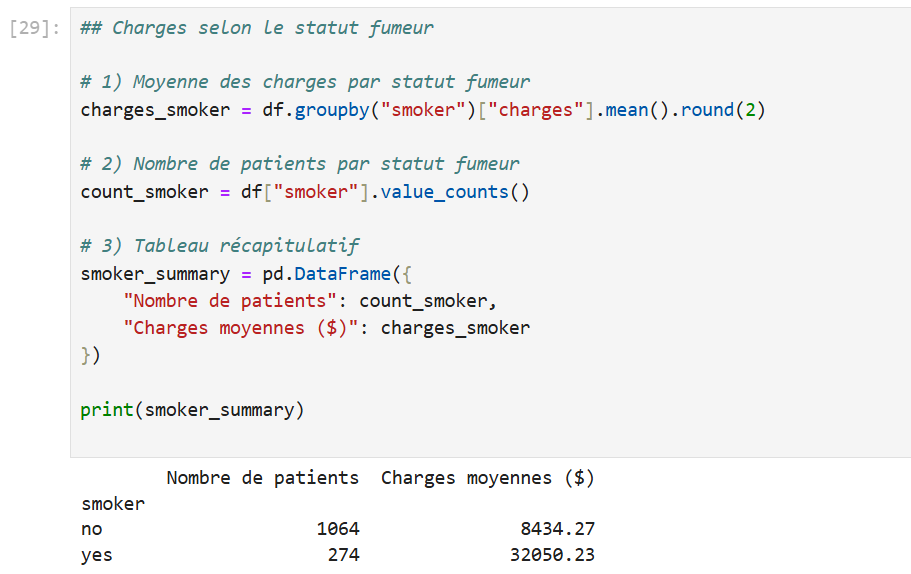 [29]: ## Charges selon le statut fumeur
# 1) Moyenne des charges par statut fumeur
charges_smoker = df.groupby("smoker")["charges"].mean().round(2)
# 2) Nombre de patients par statut fumeur
count_smoker = df["smoker"].value_counts()
# 3) Tableau récapitulatif
smoker_summary = pd.DataFrame({
    "Nombre de patients": count_smoker,
    "Charges moyennes ($)": charges_smoker
})
print(smoker_summary)
Nombre de patients  Charges moyennes ($)
smoker
no 1064 8434.27
yes 274 32050.23